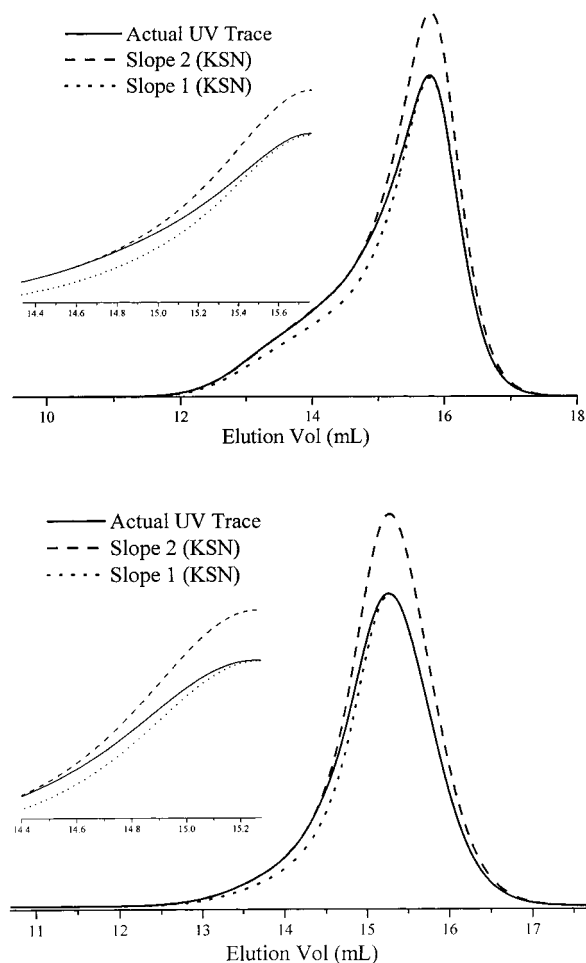 Actual UV Trace
Slope 2 (KSN)
Slope 1 (KSN)
14.4 14.6 14.8 15.0 15.2 15.4 15.6
10 12 14 16 18
Elution Vol (mL)
Actual UV Trace
Slope 2 (KSN)
Slope 1 (KSN)
14.4 14.6 14.8 15.0 15.2
11 12 13 14 15 16 17
Elution Vol (mL)